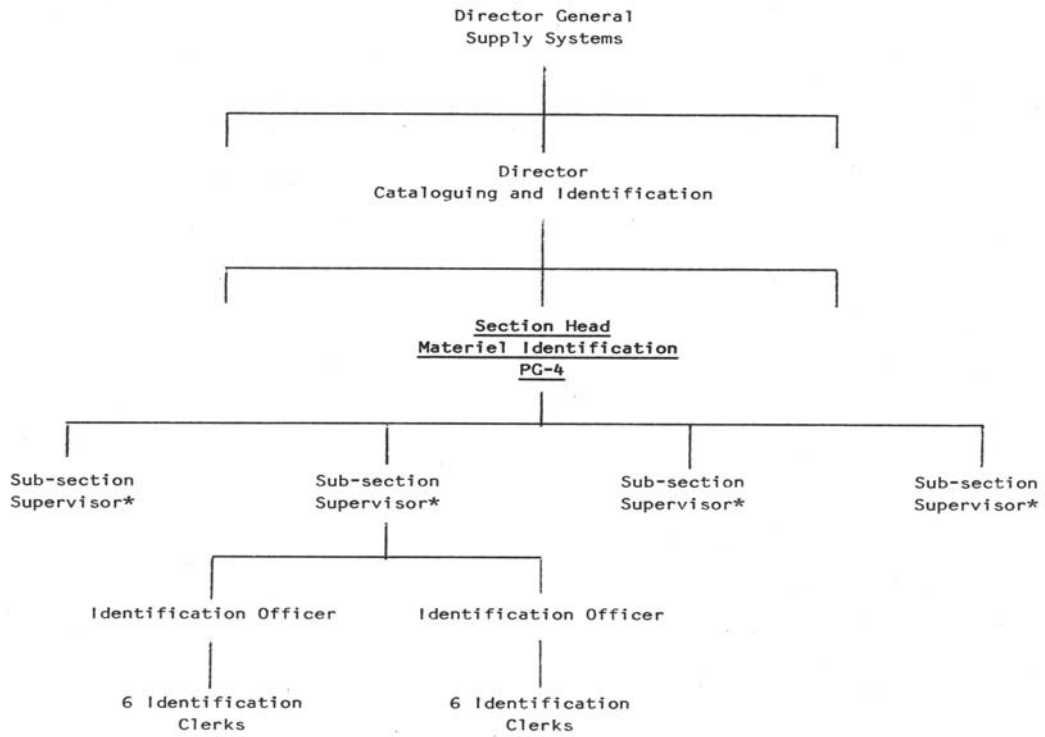 Director General
Supply Systems
Director
Cataloguing and Identification
Section Head
Materiel Identification
PG-4
Sub-section
Supervisor*
Sub-section
Supervisor*
Sub-section
Supervisor*
Sub-section
Supervisor*
Identification Officer
Identification Officer
6 Identification
Clerks
6 Identification
Clerks